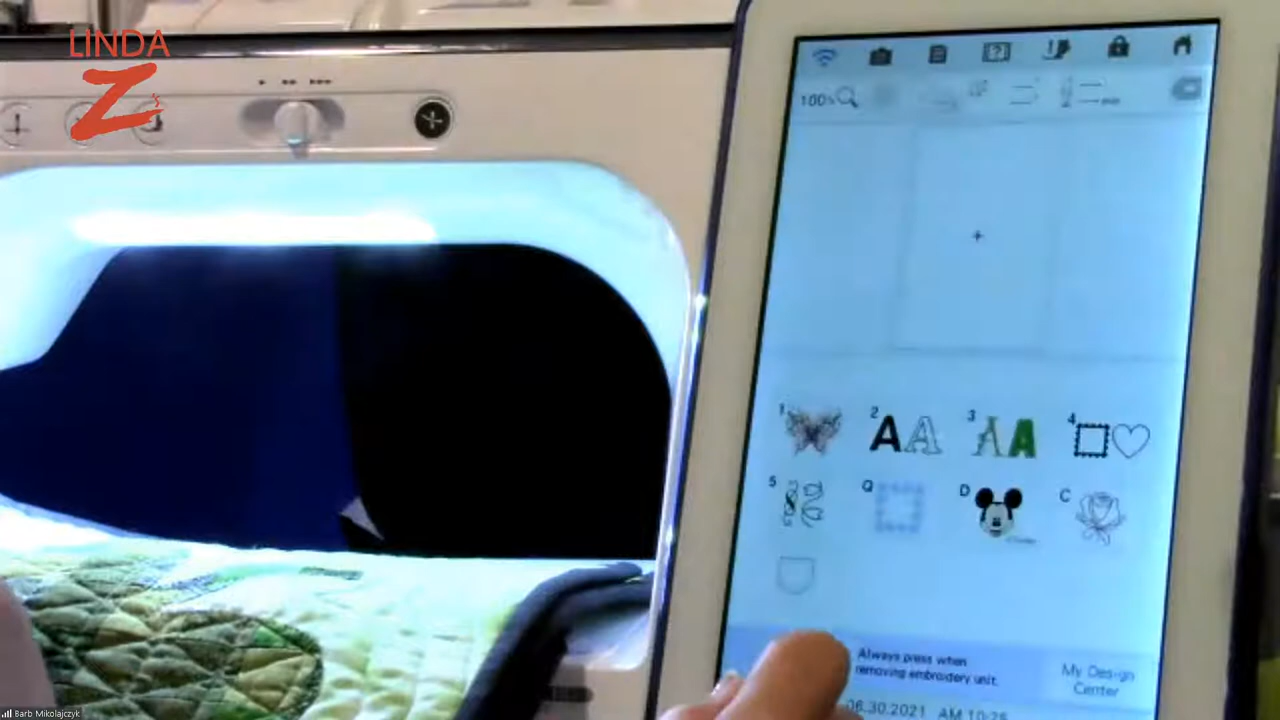 LINDA
Z's
100%
1
2
AA
3
AA
4
5
Q
D
C
Always press when
removing embroidery unit.
My Design
Center
06.30.2021 AM 10:25
Barb Mikolajczyk